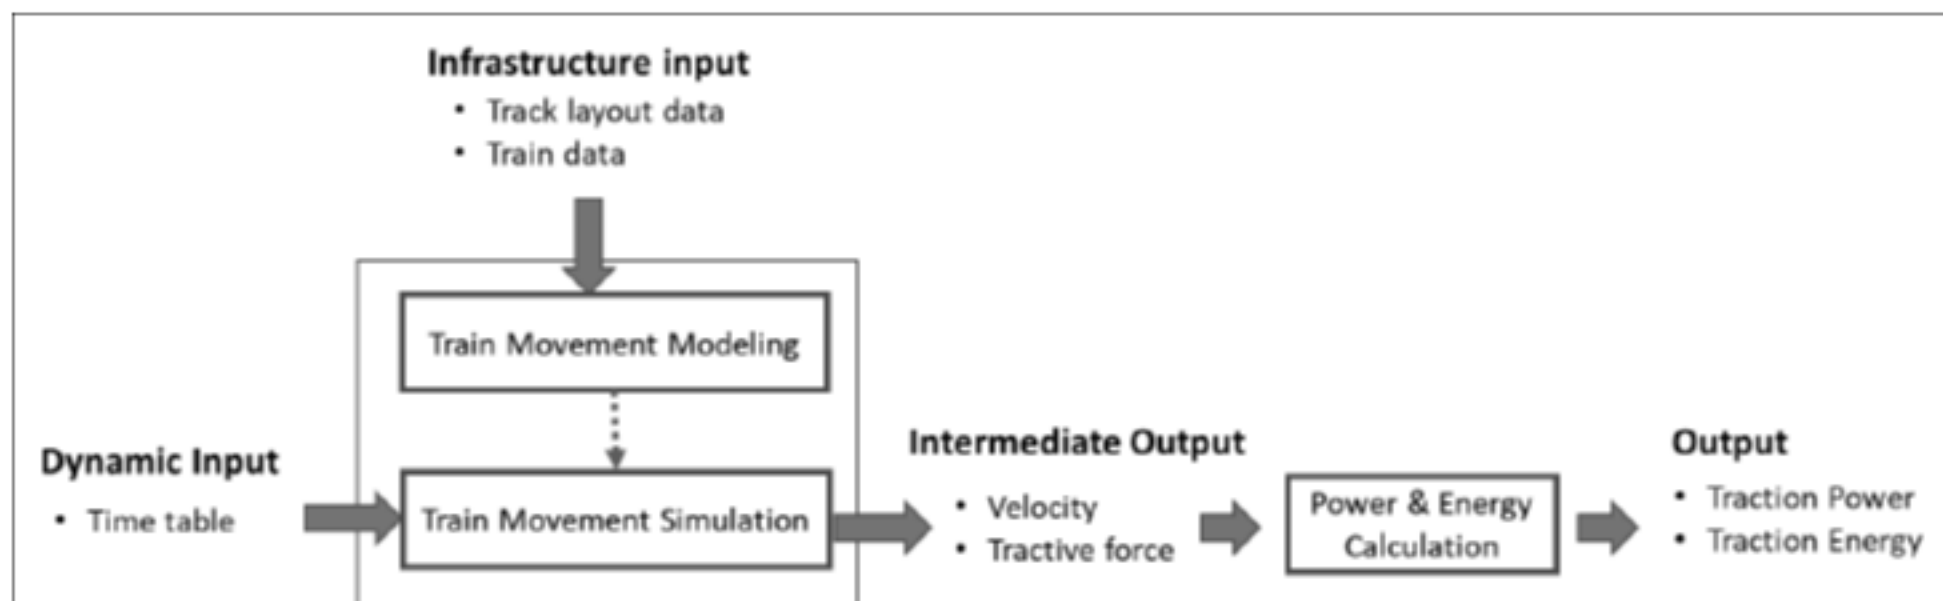 Infrastructure input
• Track layout data
• Train data
Train Movement Modeling
Dynamic Input
• Time table
Train Movement Simulation
Intermediate Output
• Velocity
• Tractive force
Power & Energy
Calculation
Output
• Traction Power
• Traction Energy